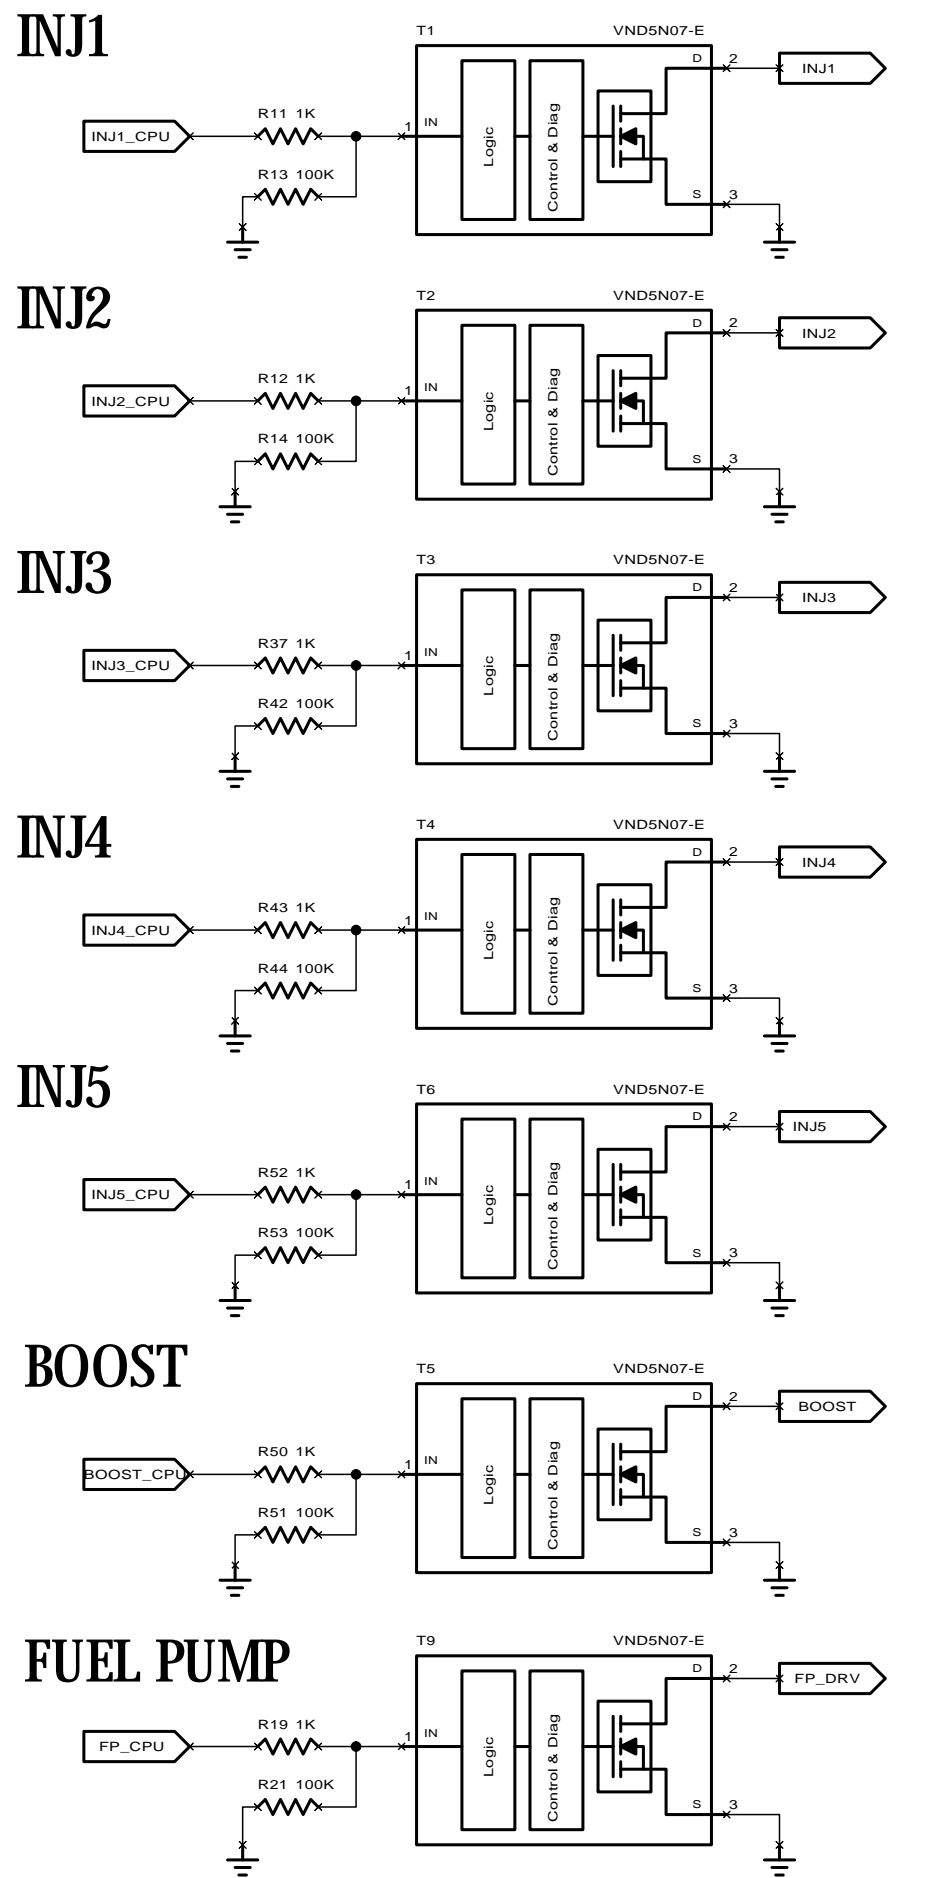 INJ1
T1 VND5N07-E
D 2 INJ1
R11 1K
INJ1_CPU 1 IN Logic Control & Diag
R13 100K
S 3
INJ2
T2 VND5N07-E
D 2 INJ2
R12 1K
INJ2_CPU 1 IN Logic Control & Diag
R14 100K
S 3
INJ3
T3 VND5N07-E
D 2 INJ3
R37 1K
INJ3_CPU 1 IN Logic Control & Diag
R42 100K
S 3
INJ4
T4 VND5N07-E
D 2 INJ4
R43 1K
INJ4_CPU 1 IN Logic Control & Diag
R44 100K
S 3
INJ5
T6 VND5N07-E
D 2 INJ5
R52 1K
INJ5_CPU 1 IN Logic Control & Diag
R53 100K
S 3
BOOST
T5 VND5N07-E
D 2 BOOST
R50 1K
BOOST_CPU 1 IN Logic Control & Diag
R51 100K
S 3
FUEL PUMP
T9 VND5N07-E
D 2 FP_DRV
R19 1K
FP_CPU 1 IN Logic Control & Diag
R21 100K
S 3